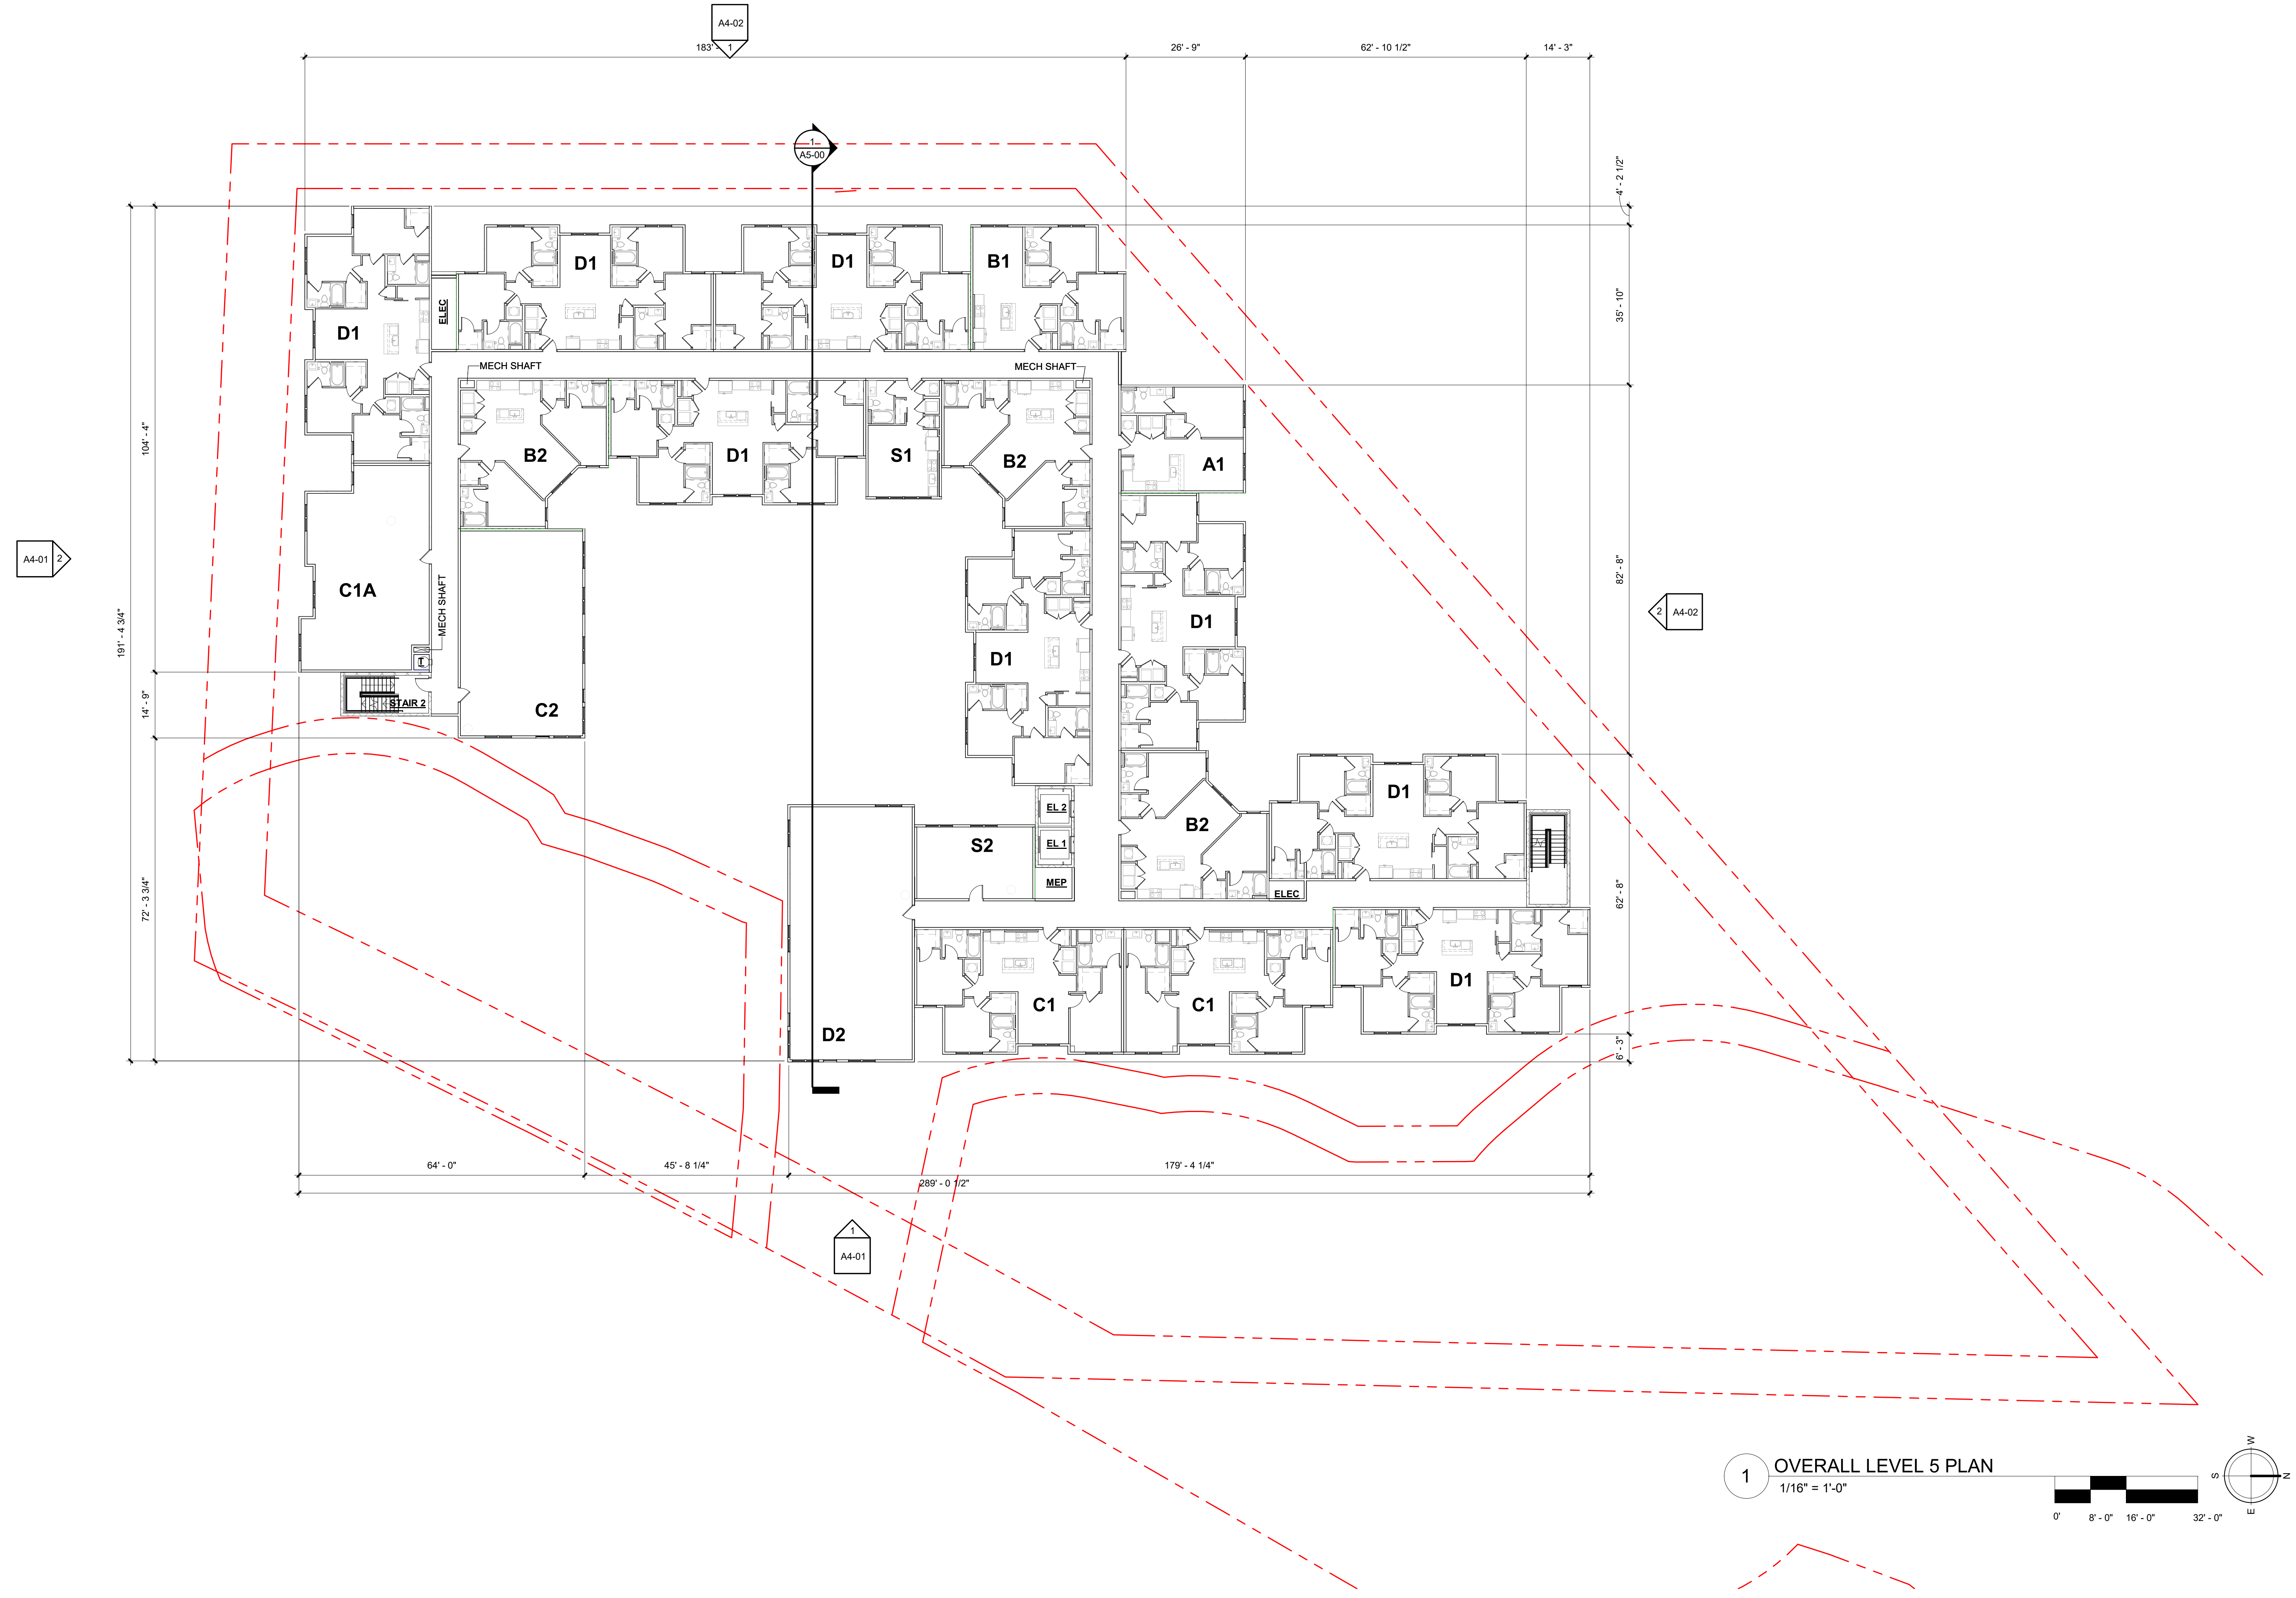 A4-02
1
183' -
26' - 9"
62' - 10 1/2"
14' - 3"
1
A5-00
4' - 2 1/2"
D1
D1
B1
ELEC
35' - 10"
D1
MECH SHAFT
MECH SHAFT
104' - 4"
B2
D1
S1
B2
A1
A4-01
2
82' - 8"
C1A
MECH SHAFT
2
A4-02
191' - 4 3/4"
D1
D1
STAIR 2
14' - 9"
C2
D1
EL 2
B2
EL 1
S2
MEP
ELEC
72' - 3 3/4"
62' - 8"
D1
C1
C1
D2
6' - 3"
64' - 0"
45' - 8 1/4"
179' - 4 1/4"
289' - 0 1/2"
1
A4-01
1
OVERALL LEVEL 5 PLAN
1/16" = 1'-0"
0'
8' - 0"
16' - 0"
32' - 0"
W
S
N
E